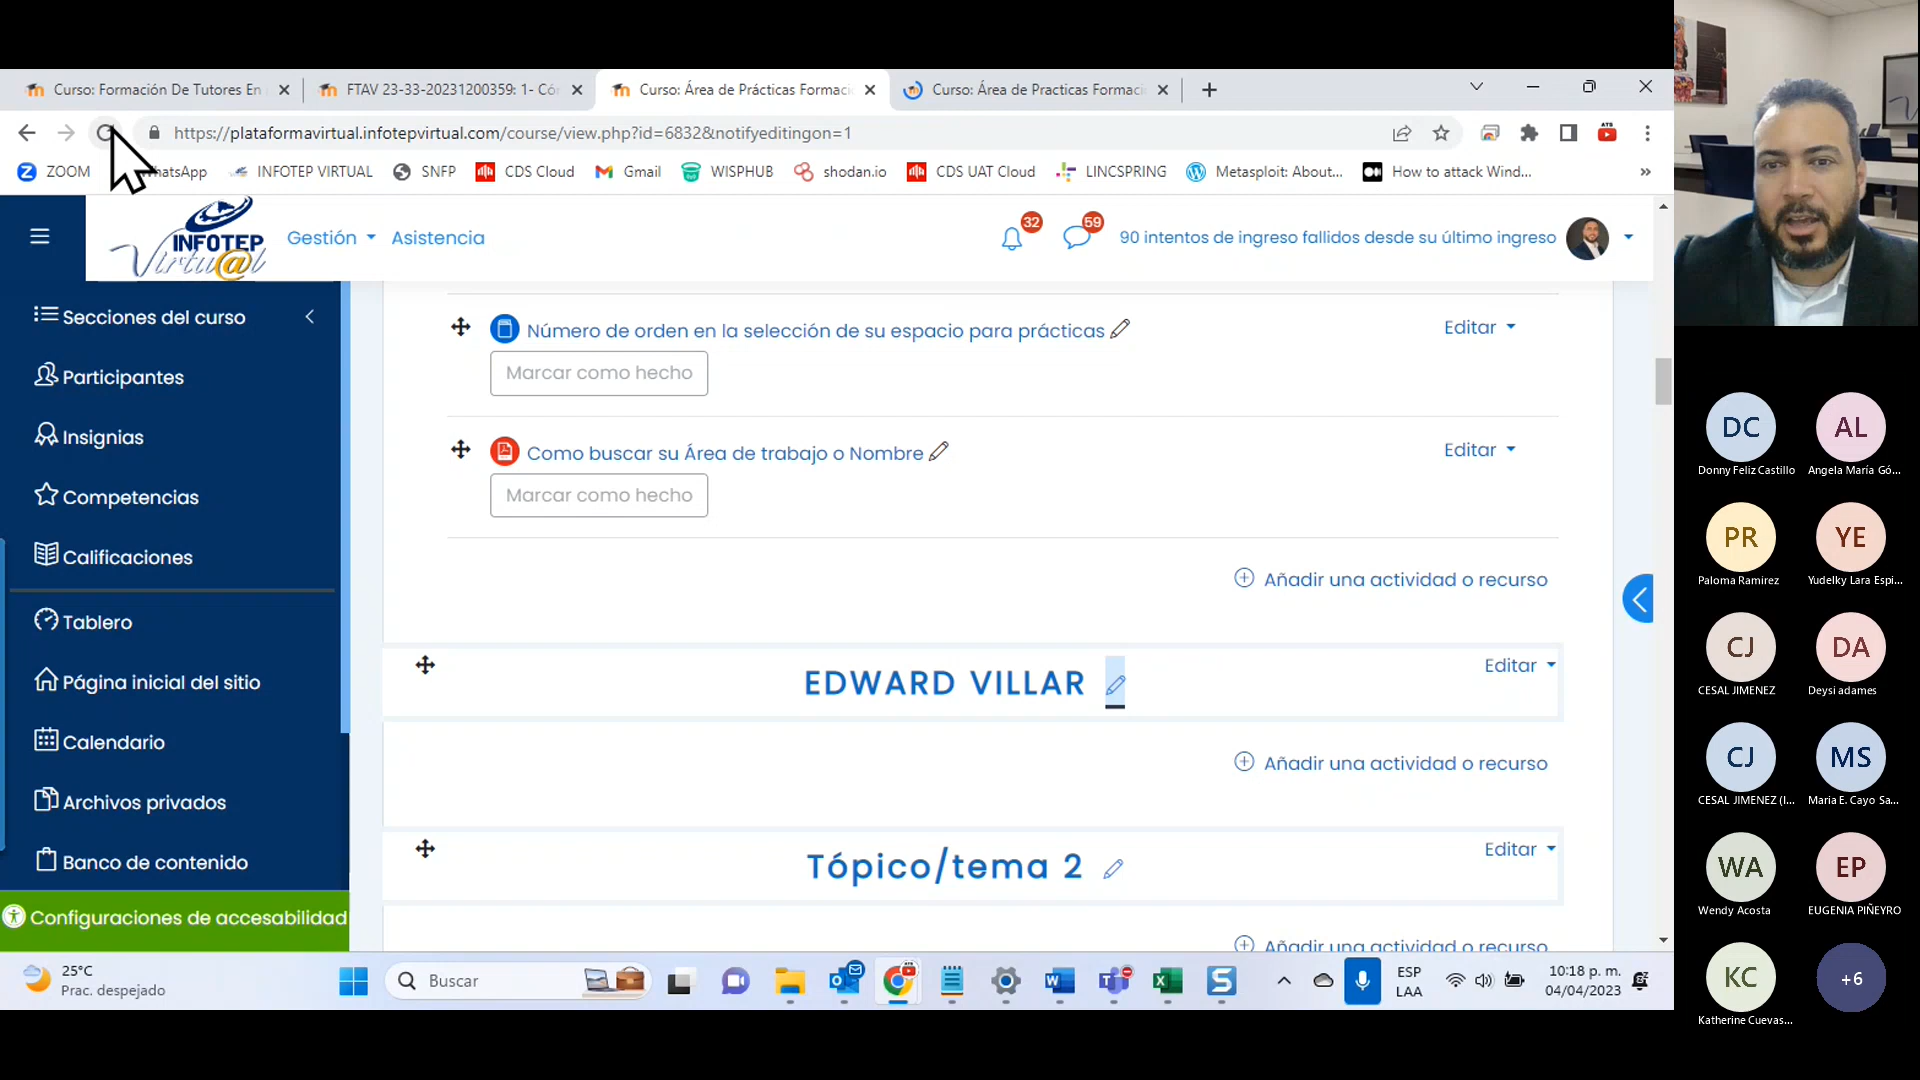 Curso: Formación De Tutores En
FTAV 23-33-20231200359: 1- Có
Curso: Área de Prácticas Formac
Curso: Área de Practicas Formac
https://plataformavirtual.infotepvirtual.com/course/view.php?id=6832&notifyeditingon=1
ZOOM
hatsApp
INFOTEP VIRTUAL
SNFP
CDS Cloud
Gmail
WISPHUB
shodan.io
CDS UAT Cloud
LINCSPRING
Metasploit: About...
How to attack Wind...
INFOTEP
Virtu@l
Gestión
Asistencia
32
59
90 intentos de ingreso fallidos desde su último ingreso
Secciones del curso
Participantes
Insignias
Competencias
Calificaciones
Tablero
Página inicial del sitio
Calendario
Archivos privados
Banco de contenido
Configuraciones de accesabilidad
Número de orden en la selección de su espacio para prácticas
Editar
Marcar como hecho
Como buscar su Área de trabajo o Nombre
Editar
Marcar como hecho
Añadir una actividad o recurso
EDWARD VILLAR
Editar
Añadir una actividad o recurso
Tópico/tema 2
Editar
Añadir una actividad o recurso
25°C
Prac. despejado
Buscar
ESP
LAA
10:18 p. m.
04/04/2023
DC
Donny Feliz Castillo
AL
Angela María Gó...
PR
Paloma Ramirez
YE
Yudelky Lara Espi...
CJ
CESAL JIMENEZ
DA
Deysi adames
CJ
CESAL JIMENEZ (I...
MS
Maria E. Cayo Sa...
WA
Wendy Acosta
EP
EUGENIA PIÑEYRO
KC
Katherine Cuevas...
+6